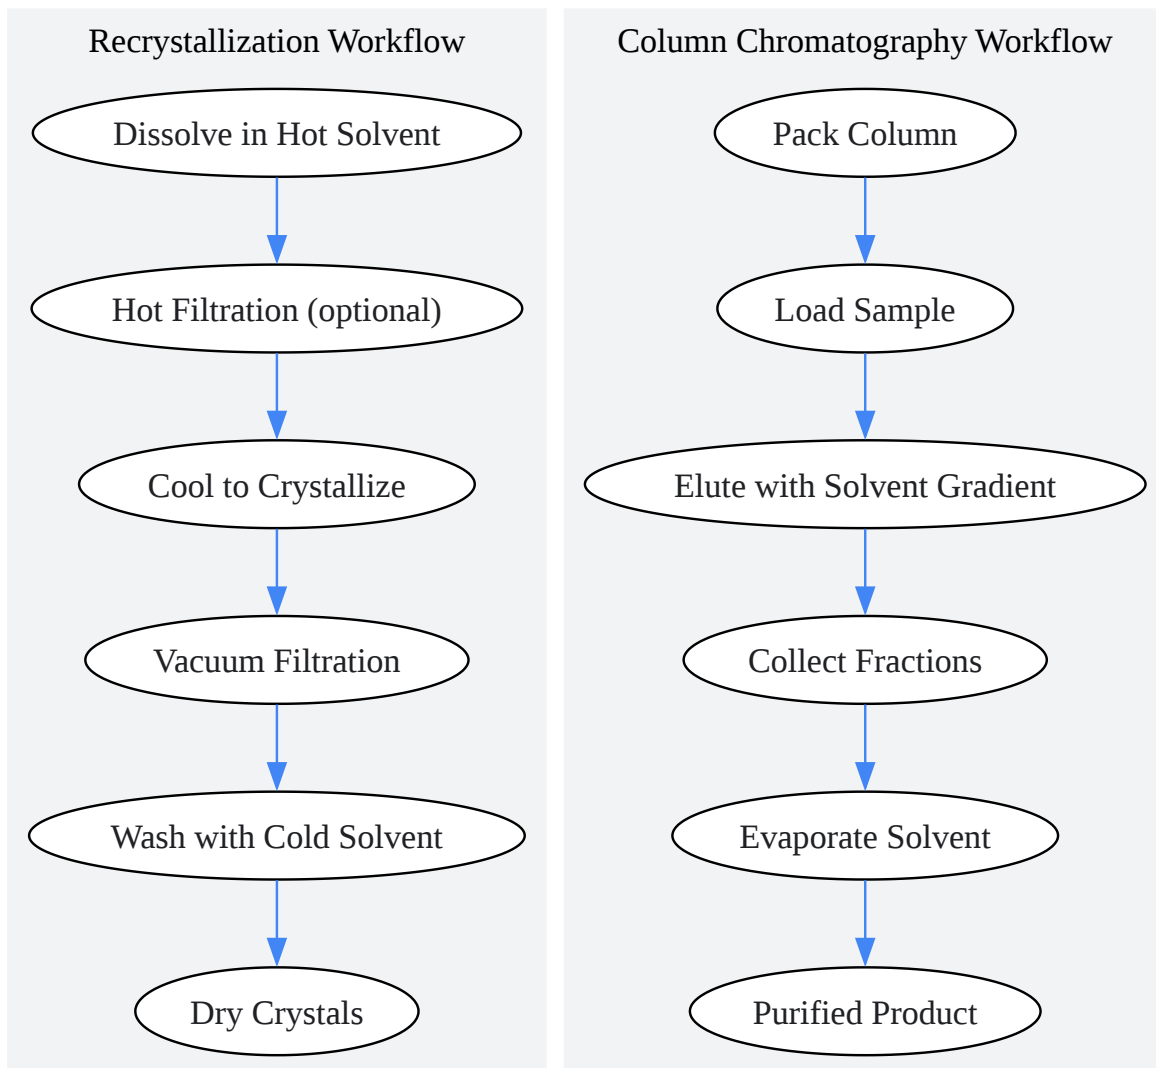 Recrystallization Workflow
Dissolve in Hot Solvent
Hot Filtration (optional)
Cool to Crystallize
Vacuum Filtration
Wash with Cold Solvent
Dry Crystals
Column Chromatography Workflow
Pack Column
Load Sample
Elute with Solvent Gradient
Collect Fractions
Evaporate Solvent
Purified Product